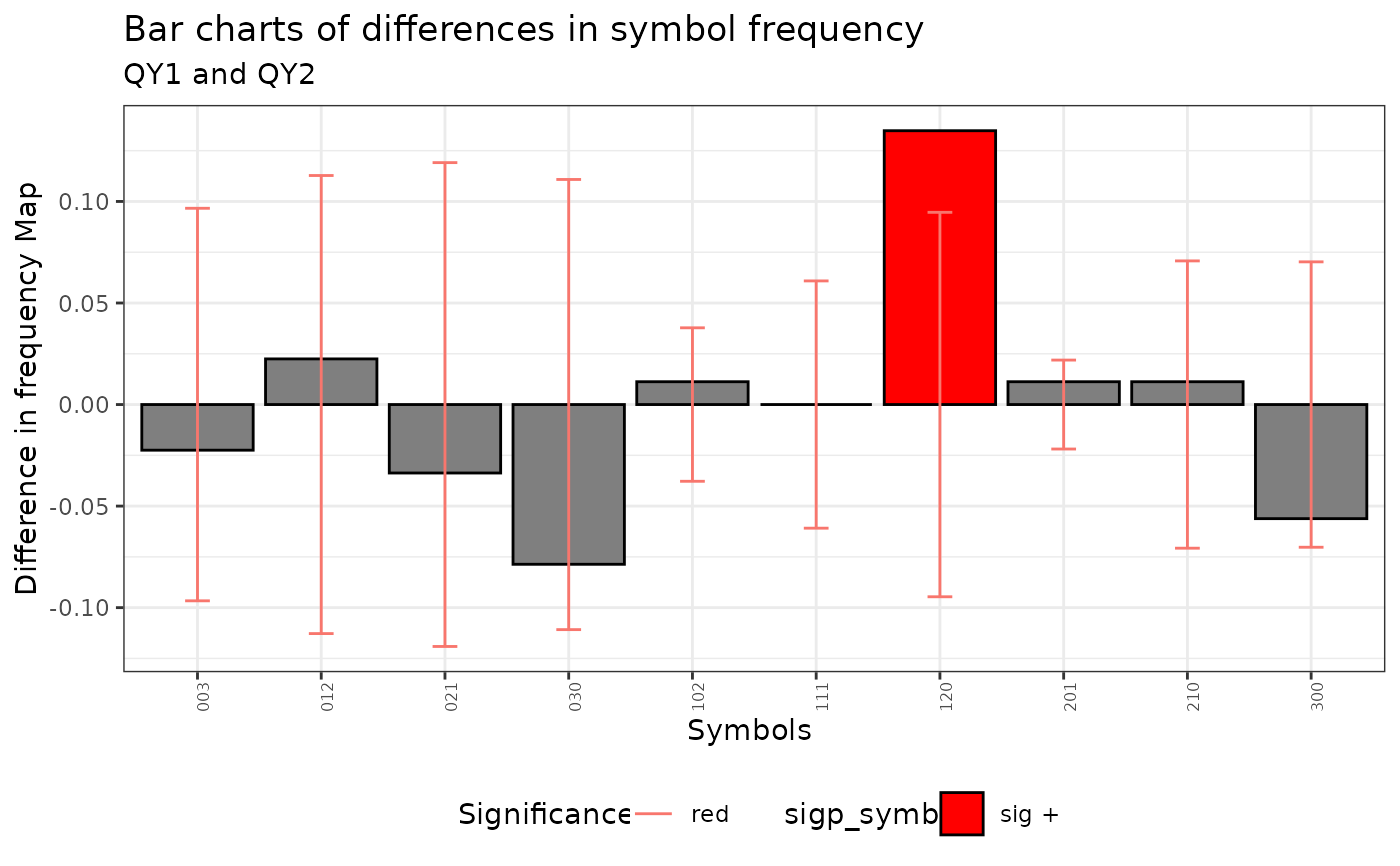 Bar charts of differences in symbol frequency
QY1 and QY2
Difference in frequency Map
0.10
0.05
0.00
-0.05
-0.10
003 012 021 030 102 111 120 201 210 300
Symbols
Significance red sigp_symb sig +